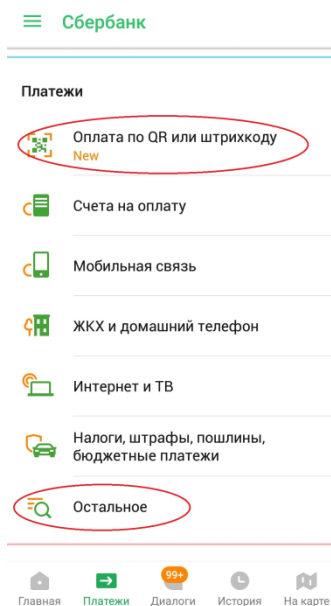 Сбербанк
Платежи
Оплата по QR или штрихкоду
New
Счета на оплату
Мобильная связь
ЖКХ и домашний телефон
Интернет и ТВ
Налоги, штрафы, пошлины,
бюджетные платежи
Остальное
99+
Главная Платежи Диалоги История На карте